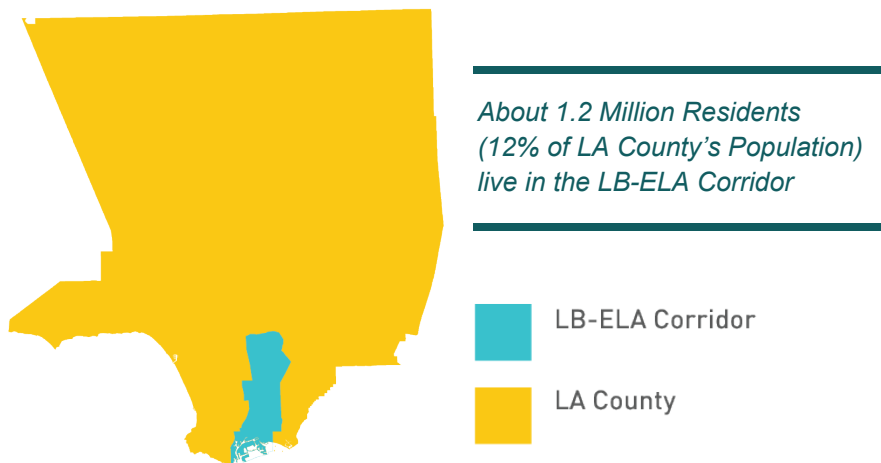 About 1.2 Million Residents
(12% of LA County's Population)
live in the LB-ELA Corridor
LB-ELA Corridor
LA County